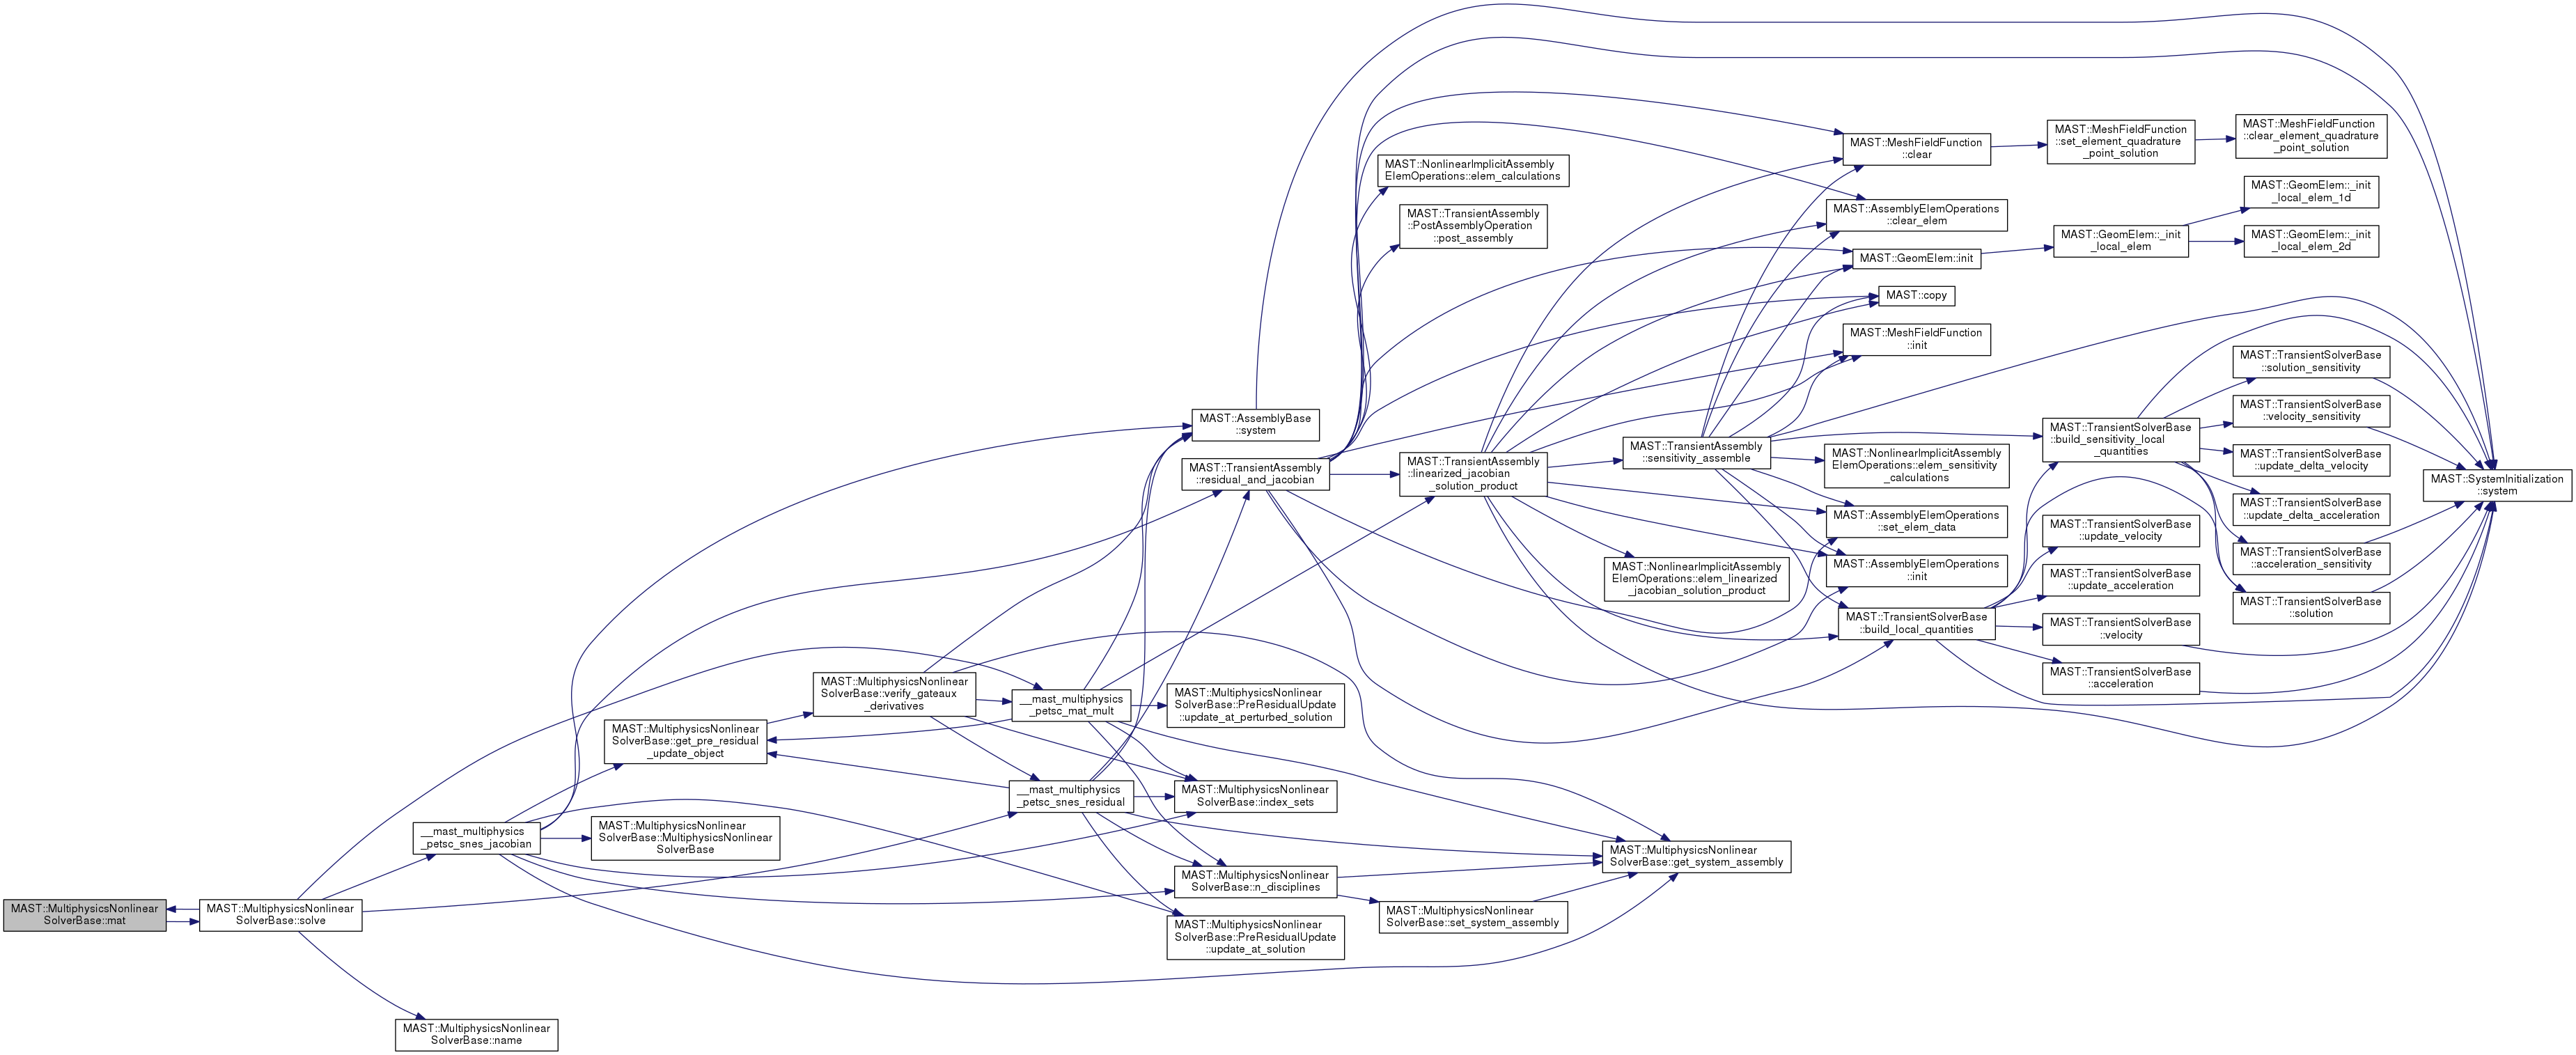 MAST::MultiphysicsNonlinear
SolverBase::mat
MAST::MultiphysicsNonlinear
SolverBase::solve
__mast_multiphysics
_petsc_snes_jacobian
MAST::MultiphysicsNonlinear
SolverBase::name
MAST::MultiphysicsNonlinear
SolverBase::get_pre_residual
_update_object
MAST::MultiphysicsNonlinear
SolverBase::MultiphysicsNonlinear
SolverBase
MAST::MultiphysicsNonlinear
SolverBase::verify_gateaux
_derivatives
__mast_multiphysics
_petsc_mat_mult
__mast_multiphysics
_petsc_snes_residual
MAST::AssemblyBase
::system
MAST::TransientAssembly
::residual_and_jacobian
MAST::MultiphysicsNonlinear
SolverBase::PreResidualUpdate
::update_at_perturbed_solution
MAST::MultiphysicsNonlinear
SolverBase::index_sets
MAST::MultiphysicsNonlinear
SolverBase::n_disciplines
MAST::MultiphysicsNonlinear
SolverBase::PreResidualUpdate
::update_at_solution
MAST::NonlinearImplicitAssembly
ElemOperations::elem_calculations
MAST::TransientAssembly
::PostAssemblyOperation
::post_assembly
MAST::TransientAssembly
::linearized_jacobian
_solution_product
MAST::MultiphysicsNonlinear
SolverBase::set_system_assembly
MAST::TransientAssembly
::sensitivity_assemble
MAST::NonlinearImplicitAssembly
ElemOperations::elem_linearized
_jacobian_solution_product
MAST::MultiphysicsNonlinear
SolverBase::get_system_assembly
MAST::MeshFieldFunction
::clear
MAST::AssemblyElemOperations
::clear_elem
MAST::GeomElem::init
MAST::copy
MAST::MeshFieldFunction
::init
MAST::NonlinearImplicitAssembly
ElemOperations::elem_sensitivity
_calculations
MAST::AssemblyElemOperations
::set_elem_data
MAST::AssemblyElemOperations
::init
MAST::TransientSolverBase
::build_local_quantities
MAST::MeshFieldFunction
::set_element_quadrature
_point_solution
MAST::GeomElem::_init
_local_elem
MAST::TransientSolverBase
::build_sensitivity_local
_quantities
MAST::TransientSolverBase
::update_velocity
MAST::TransientSolverBase
::update_acceleration
MAST::TransientSolverBase
::velocity
MAST::TransientSolverBase
::acceleration
MAST::MeshFieldFunction
::clear_element_quadrature
_point_solution
MAST::GeomElem::_init
_local_elem_1d
MAST::GeomElem::_init
_local_elem_2d
MAST::TransientSolverBase
::solution_sensitivity
MAST::TransientSolverBase
::velocity_sensitivity
MAST::TransientSolverBase
::update_delta_velocity
MAST::TransientSolverBase
::update_delta_acceleration
MAST::TransientSolverBase
::acceleration_sensitivity
MAST::TransientSolverBase
::solution
MAST::SystemInitialization
::system